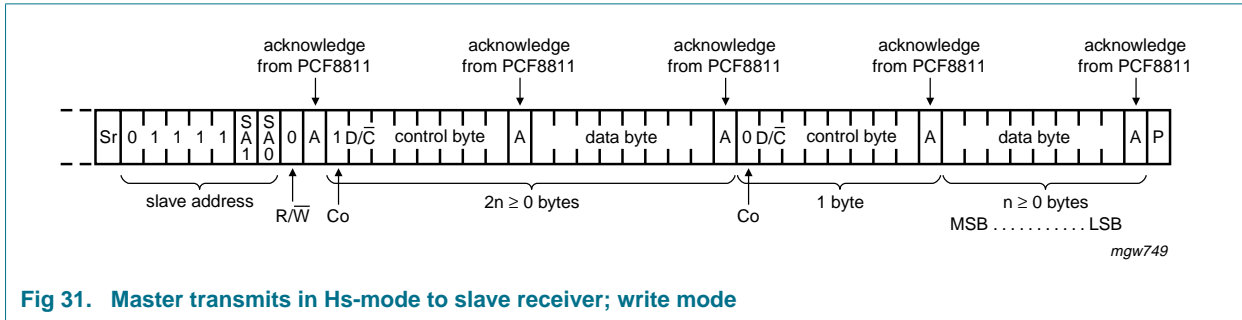 acknowledge acknowledge acknowledge acknowledge acknowledge
from PCF8811 from PCF8811 from PCF8811 from PCF8811 from PCF8811
Sr 0 1 1 1 1 SA1 SA0 0 A 1 D/C̅ control byte A data byte A 0 D/C̅ control byte A data byte A P
slave address 2n ≥ 0 bytes 1 byte n ≥ 0 bytes
R/W̅ Co Co MSB . . . . . . . . . . . LSB
mgw749
Fig 31. Master transmits in Hs-mode to slave receiver; write mode